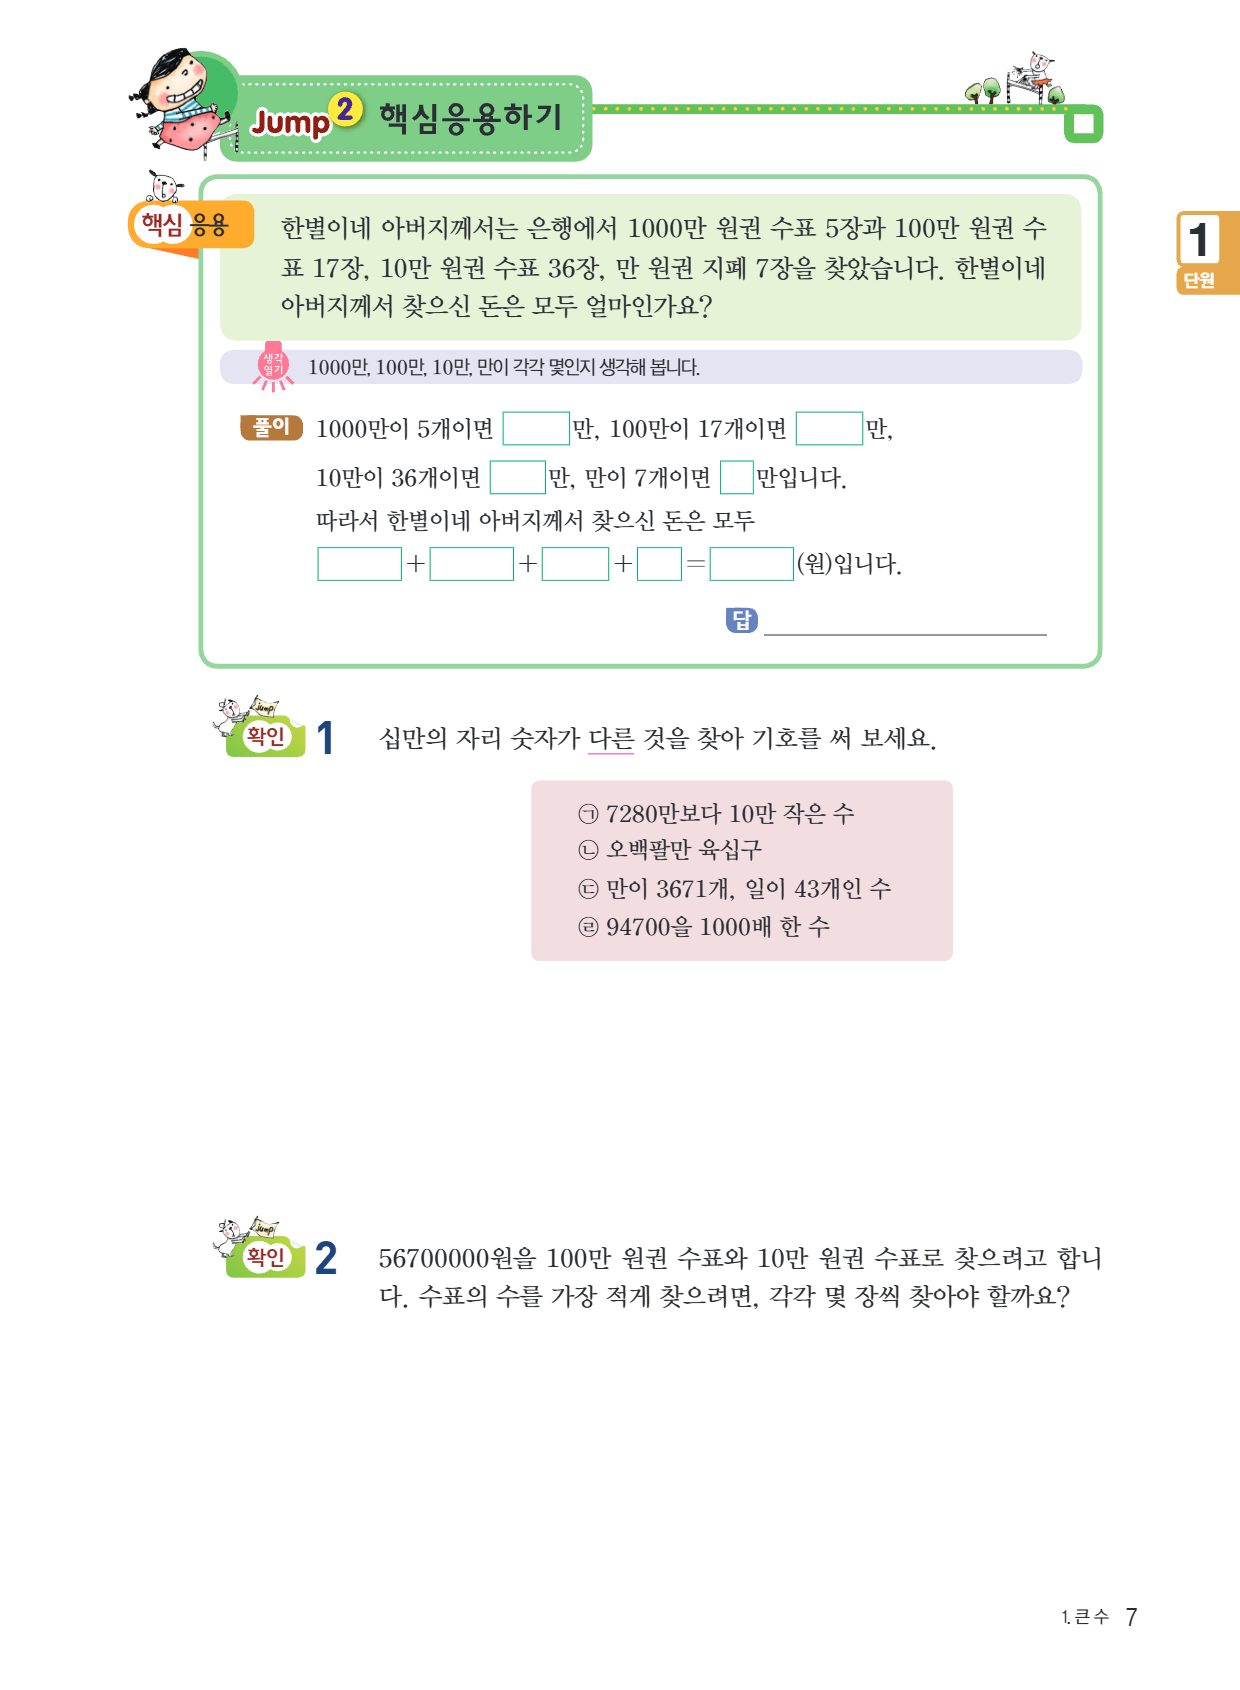 Jump 2 핵심응용하기
핵심 응용
한별이네 아버지께서는 은행에서 1000만 원권 수표 5장과 100만 원권 수
표 17장, 10만 원권 수표 36장, 만 원권 지폐 7장을 찾았습니다. 한별이네
아버지께서 찾으신 돈은 모두 얼마인가요?
1
단원
생각
열기
1000만, 100만, 10만, 만이 각각 몇인지 생각해 봅니다.
풀이 1000만이 5개이면 만, 100만이 17개이면 만,
10만이 36개이면 만, 만이 7개이면 만입니다.
따라서 한별이네 아버지께서 찾으신 돈은 모두
+ + + = (원)입니다.
답
Jump
확인 1 십만의 자리 숫자가 다른 것을 찾아 기호를 써 보세요.
㉠ 7280만보다 10만 작은 수
㉡ 오백팔만 육십구
㉢ 만이 3671개, 일이 43개인 수
㉣ 94700을 1000배 한 수
Jump
확인 2 56700000원을 100만 원권 수표와 10만 원권 수표로 찾으려고 합니
다. 수표의 수를 가장 적게 찾으려면, 각각 몇 장씩 찾아야 할까요?
1. 큰 수 7